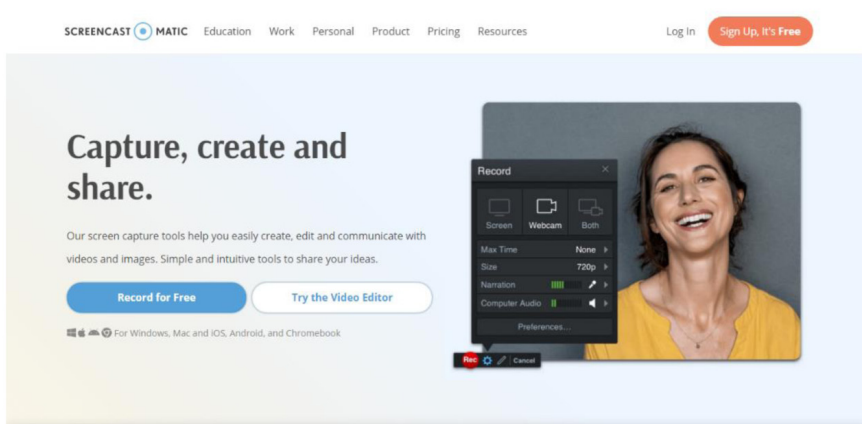 SCREENCAST MATIC Education Work Personal Product Pricing Resources Log In Sign Up, It's Free
Capture, create and
share.
Our screen capture tools help you easily create, edit and communicate with
videos and images. Simple and intuitive tools to share your ideas.
Record for Free Try the Video Editor
For Windows, Mac and iOS, Android, and Chromebook
Record
Screen Webcam Both
Max Time None
Size 720p
Narration
Computer Audio
Preferences...
Rec Cancel